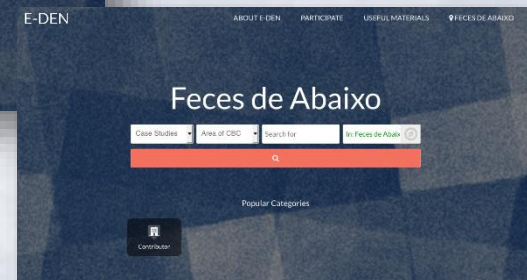 E-DEN
ABOUT E-DEN PARTICIPATE USEFUL MATERIALS FECES DE ABAIXO
Feces de Abaixo
Case Studies Area of CBC Search for In: Feces de Abaix
Popular Categories
Contributor